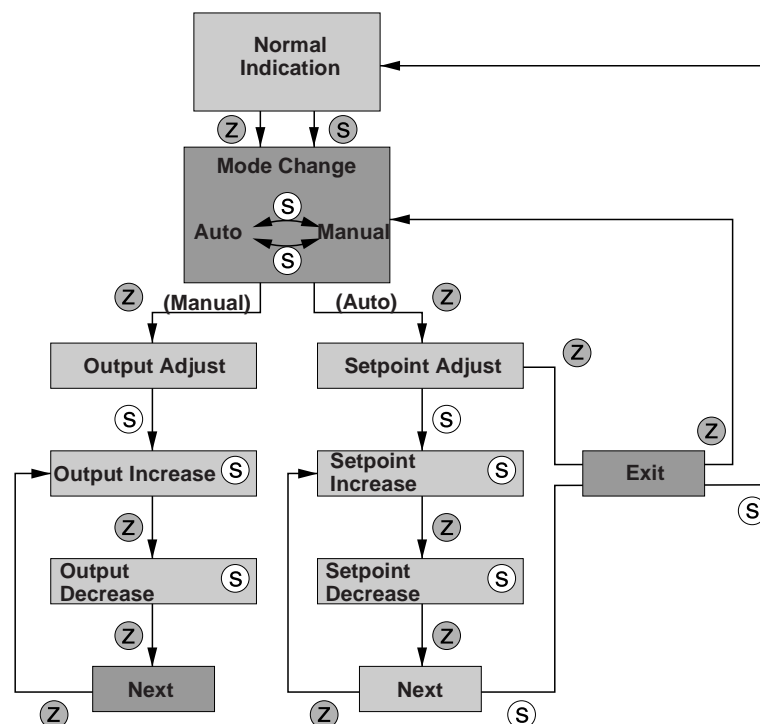 Normal
Indication
Z S
Mode Change
S
Auto Manual
S
Z (Manual) (Auto) Z
Output Adjust Setpoint Adjust Z
S S
Z
Output Increase S
Setpoint
Increase S
Exit
S
Z Z
Output
Decrease S
Setpoint
Decrease S
Z Z
Next Next
Z Z S